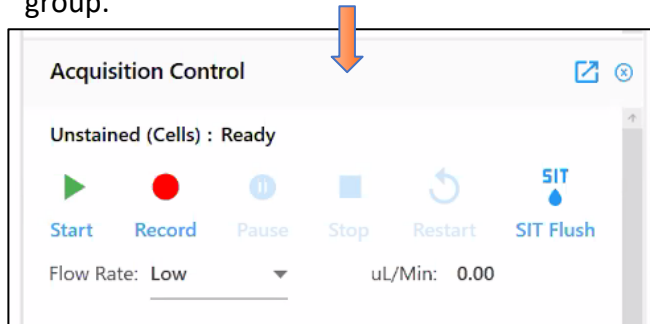 group.
Acquisition Control
Unstained (Cells) : Ready
SIT
Start Record Pause Stop Restart SIT Flush
Flow Rate: Low uL/Min: 0.00